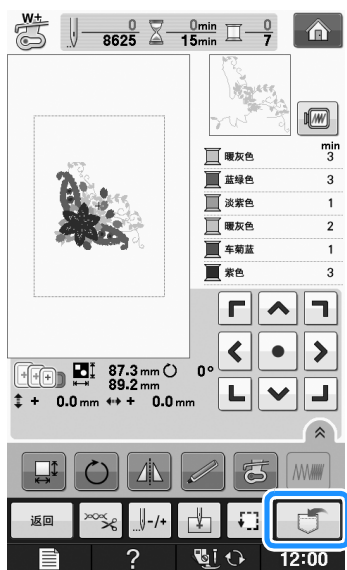 W+
0
8625
0min
15min
0
7
min
暖灰色 3
蓝绿色 3
淡紫色 1
暖灰色 2
车菊蓝 1
紫色 3
87.3 mm 0°
89.2 mm
+ 0.0 mm + 0.0 mm
返回
-/+
? 12:00